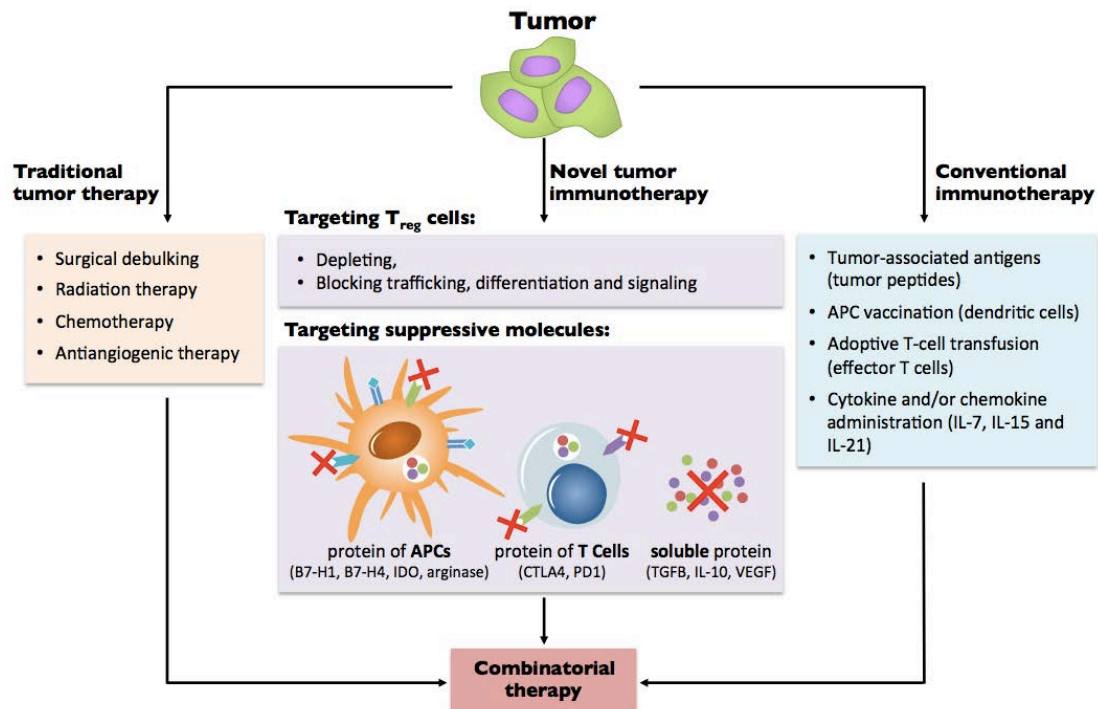 Tumor
Traditional
tumor therapy
• Surgical debulking
• Radiation therapy
• Chemotherapy
• Antiangiogenic therapy
Novel tumor
immunotherapy
Targeting Treg cells:
• Depleting,
• Blocking trafficking, differentiation and signaling
Targeting suppressive molecules:
protein of APCs
(B7-H1, B7-H4, IDO, arginase)
protein of T Cells
(CTLA4, PD1)
soluble protein
(TGFB, IL-10, VEGF)
Conventional
immunotherapy
• Tumor-associated antigens
(tumor peptides)
• APC vaccination (dendritic cells)
• Adoptive T-cell transfusion
(effector T cells)
• Cytokine and/or chemokine
administration (IL-7, IL-15 and
IL-21)
Combinatorial
therapy